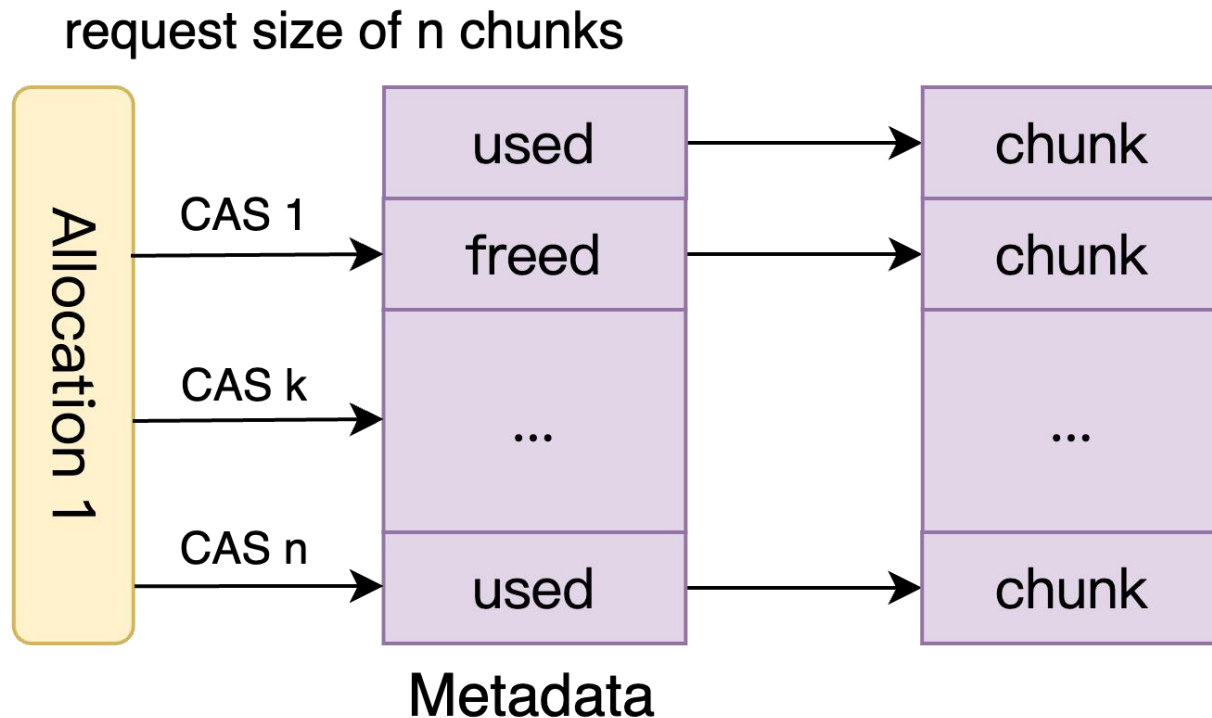 request size of n chunks
Allocation 1
CAS 1
CAS k
CAS n
used
freed
...
used
Metadata
chunk
chunk
...
chunk